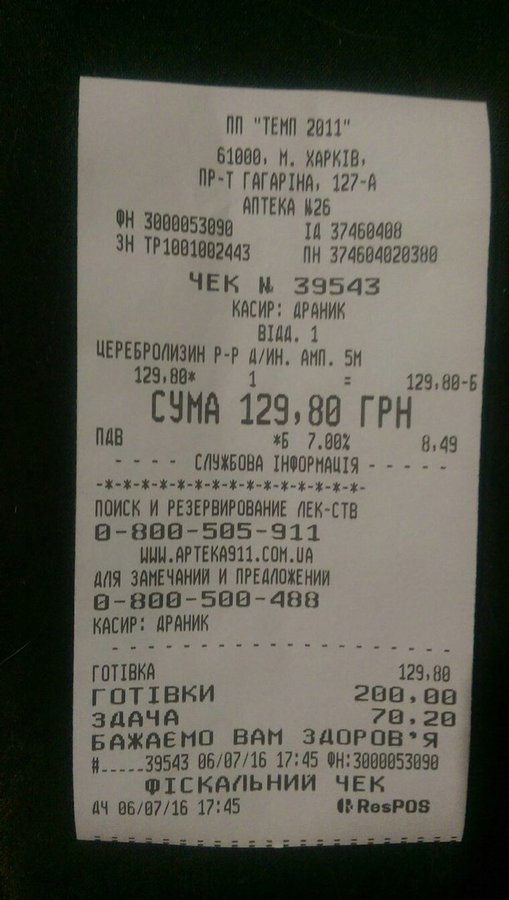 ПП "ТЕМП 2011"
61000, М. ХАРКІВ,
ПР-Т ГАГАРІНА, 127-А
АПТЕКА №26
ФН 3000053090 ІД 37460408
ЗН ТР1001002443 ПН 374604020380
ЧЕК № 39543
КАСИР: ДРАНИК
ВІДД. 1
ЦЕРЕБРОЛИЗИН Р-Р Д/ИН. АМП. 5М
129,80* 1 = 129,80-Б
СУМА 129,80 ГРН
ПДВ *Б 7.00% 8,49
- - - - СЛУЖБОВА ІНФОРМАЦІЯ - - - - -
-*-*-*-*-*-*-*-*-*-*-*-*-*-*-
ПОИСК И РЕЗЕРВИРОВАНИЕ ЛЕК-СТВ
0-800-505-911
WWW.APTEKA911.COM.UA
ДЛЯ ЗАМЕЧАНИЙ И ПРЕДЛОЖЕНИЙ
0-800-500-488
КАСИР: ДРАНИК
ГОТІВКА 129,80
ГОТІВКИ 200,00
ЗДАЧА 70,20
БАЖАЄМО ВАМ ЗДОРОВ'Я
#_____39543 06/07/16 17:45 ФН:3000053090
ФІСКАЛЬНИЙ ЧЕК
ДЧ 06/07/16 17:45 ResPOS